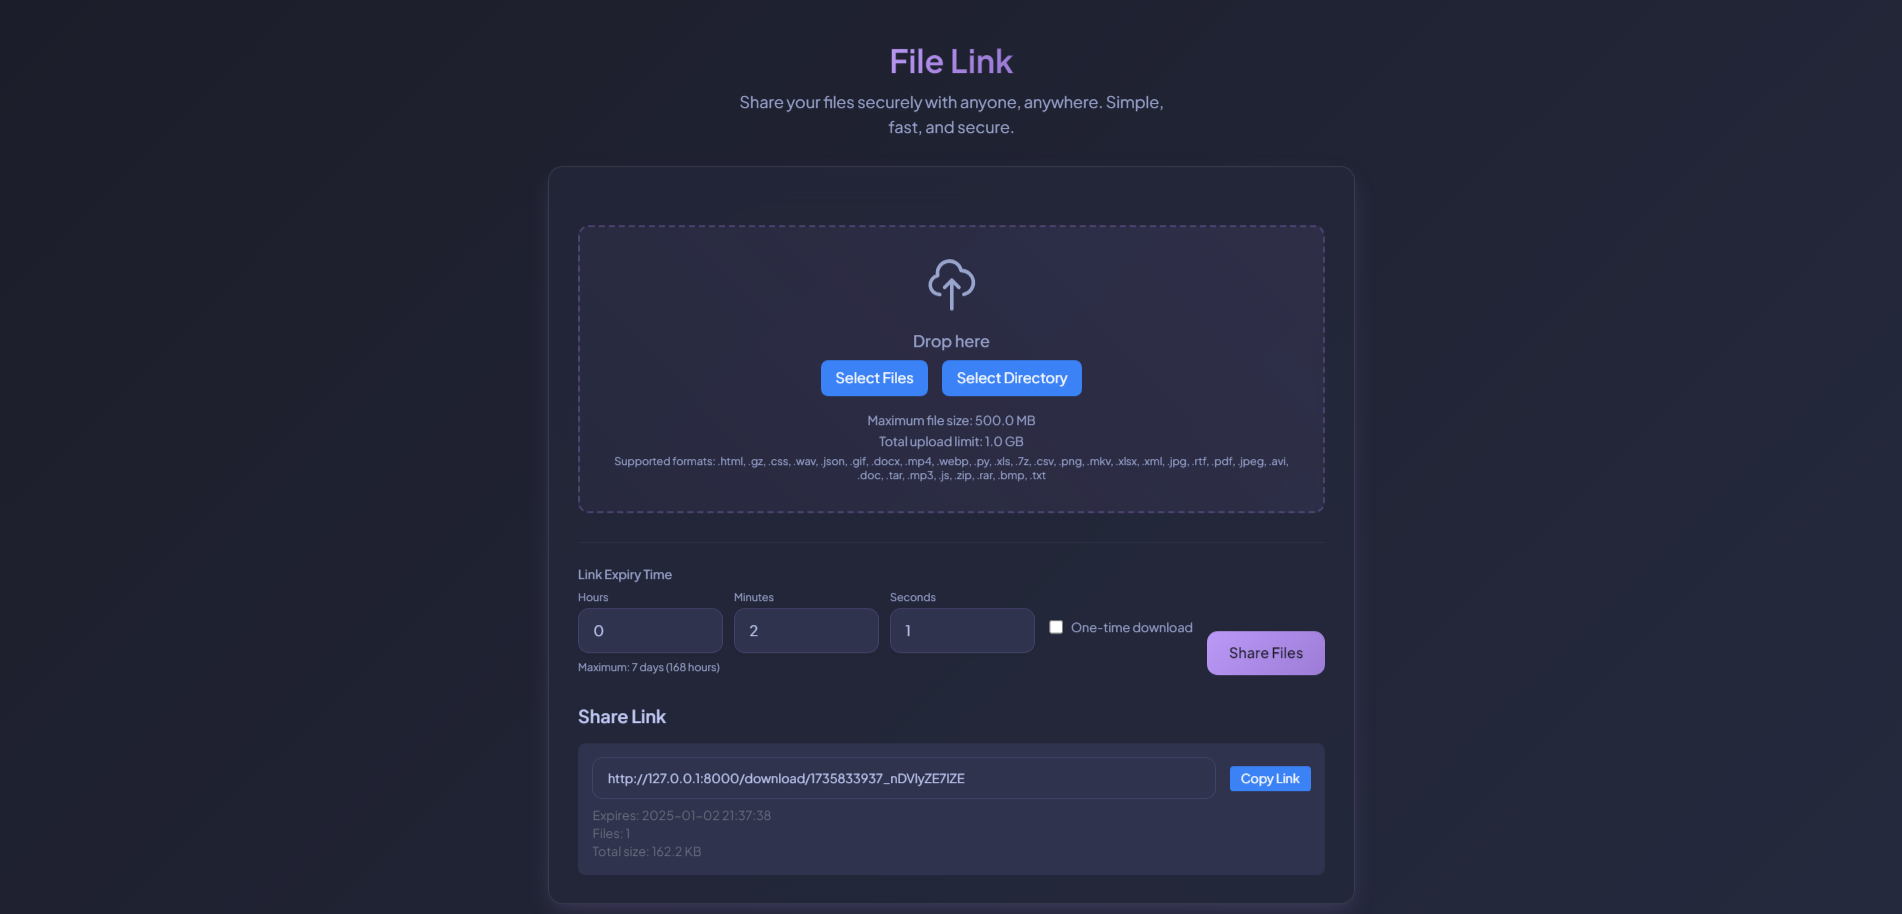 File Link
Share your files securely with anyone, anywhere. Simple,
fast, and secure.
Drop here
Select Files
Select Directory
Maximum file size: 500.0 MB
Total upload limit: 1.0 GB
Supported formats: .html, .gz, .css, .wav, .json, .gif, .docx, .mp4, .webp, .py, .xls, .7z, .csv, .png, .mkv, .xlsx, .xml, .jpg, .rtf, .pdf, .jpeg, .avi,
.doc, .tar, .mp3, .js, .zip, .rar, .bmp, .txt
Link Expiry Time
Hours
Minutes
Seconds
0
2
1
One-time download
Share Files
Maximum: 7 days (168 hours)
Share Link
http://127.0.0.1:8000/download/1735833937_nDVlyZE7IZE
Copy Link
Expires: 2025-01-02 21:37:38
Files: 1
Total size: 162.2 KB